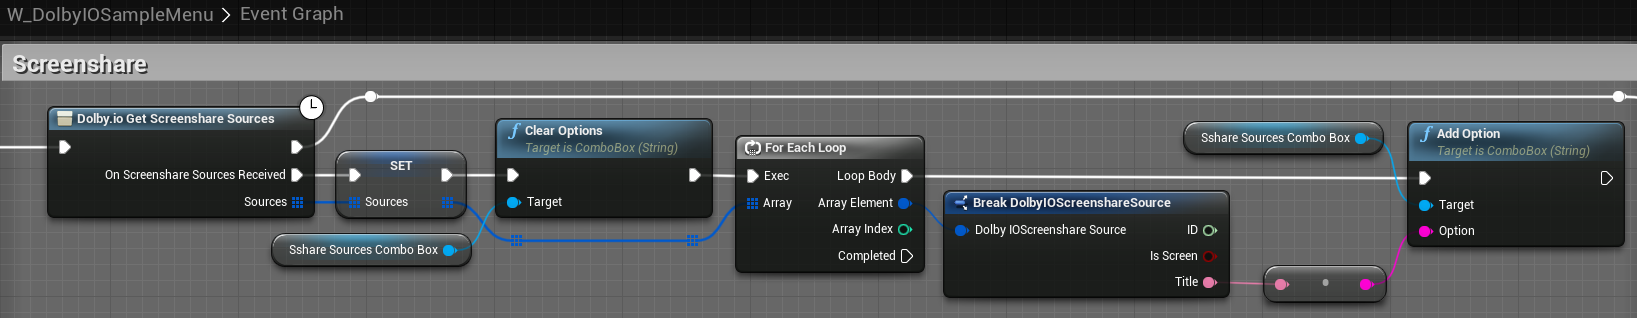 W_DolbyIOSampleMenu > Event Graph
Screenshare
Dolby.io Get Screenshare Sources
On Screenshare Sources Received
Sources
SET
Sources
Sshare Sources Combo Box
f Clear Options
Target is ComboBox (String)
Target
For Each Loop
Exec Loop Body
Array Array Element
Array Index
Completed
Break DolbyIOScreenshareSource
Dolby IOScreenshare Source ID
Is Screen
Title
Sshare Sources Combo Box
f Add Option
Target is ComboBox (String)
Target
Option